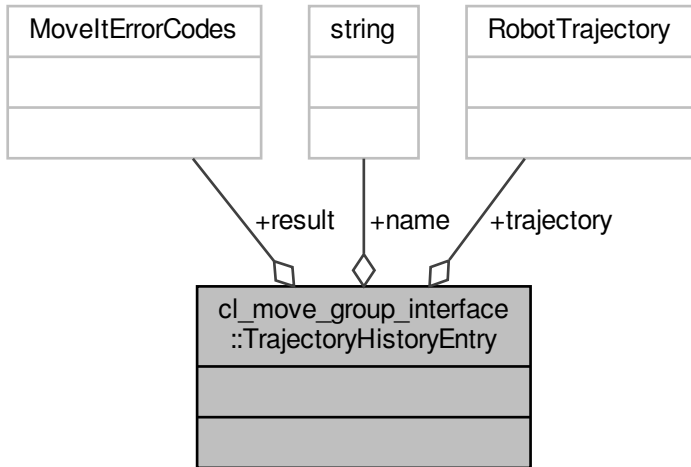 MoveItErrorCodes
string
RobotTrajectory
+result
+name
+trajectory
cl_move_group_interface
::TrajectoryHistoryEntry